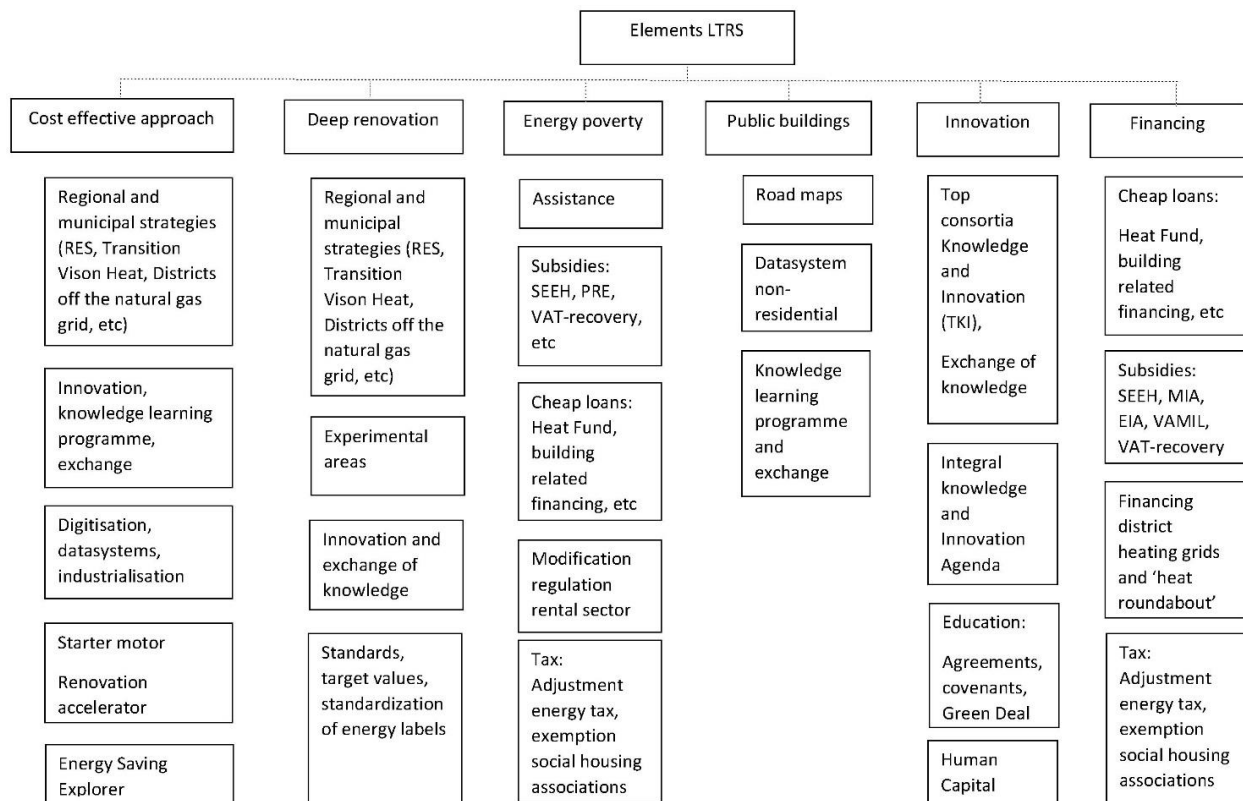 Elements LTRS
Cost effective approach
Deep renovation
Energy poverty
Public buildings
Innovation
Financing
Regional and
municipal strategies
(RES, Transition
Vison Heat, Districts
off the natural gas
grid, etc)
Innovation,
knowledge learning
programme,
exchange
Digitisation,
datasystems,
industrialisation
Starter motor
Renovation
accelerator
Energy Saving
Explorer
Regional and
municipal
strategies (RES,
Transition
Vison Heat,
Districts off the
natural gas
grid, etc)
Experimental
areas
Innovation and
exchange of
knowledge
Standards,
target values,
standardization
of energy labels
Assistance
Subsidies:
SEEH, PRE,
VAT-recovery,
etc
Cheap loans:
Heat Fund,
building
related
financing, etc
Modification
regulation
rental sector
Tax:
Adjustment
energy tax,
exemption
social housing
associations
Road maps
Datasystem
non-
residential
Knowledge
learning
programme
and
exchange
Top
consortia
Knowledge
and
Innovation
(TKI),
Exchange of
knowledge
Integral
knowledge
and
Innovation
Agenda
Education:
Agreements,
covenants,
Green Deal
Human
Capital
Cheap loans:
Heat Fund,
building
related
financing, etc
Subsidies:
SEEH, MIA,
EIA, VAMIL,
VAT-recovery
Financing
district
heating grids
and ‘heat
roundabout’
Tax:
Adjustment
energy tax,
exemption
social housing
associations